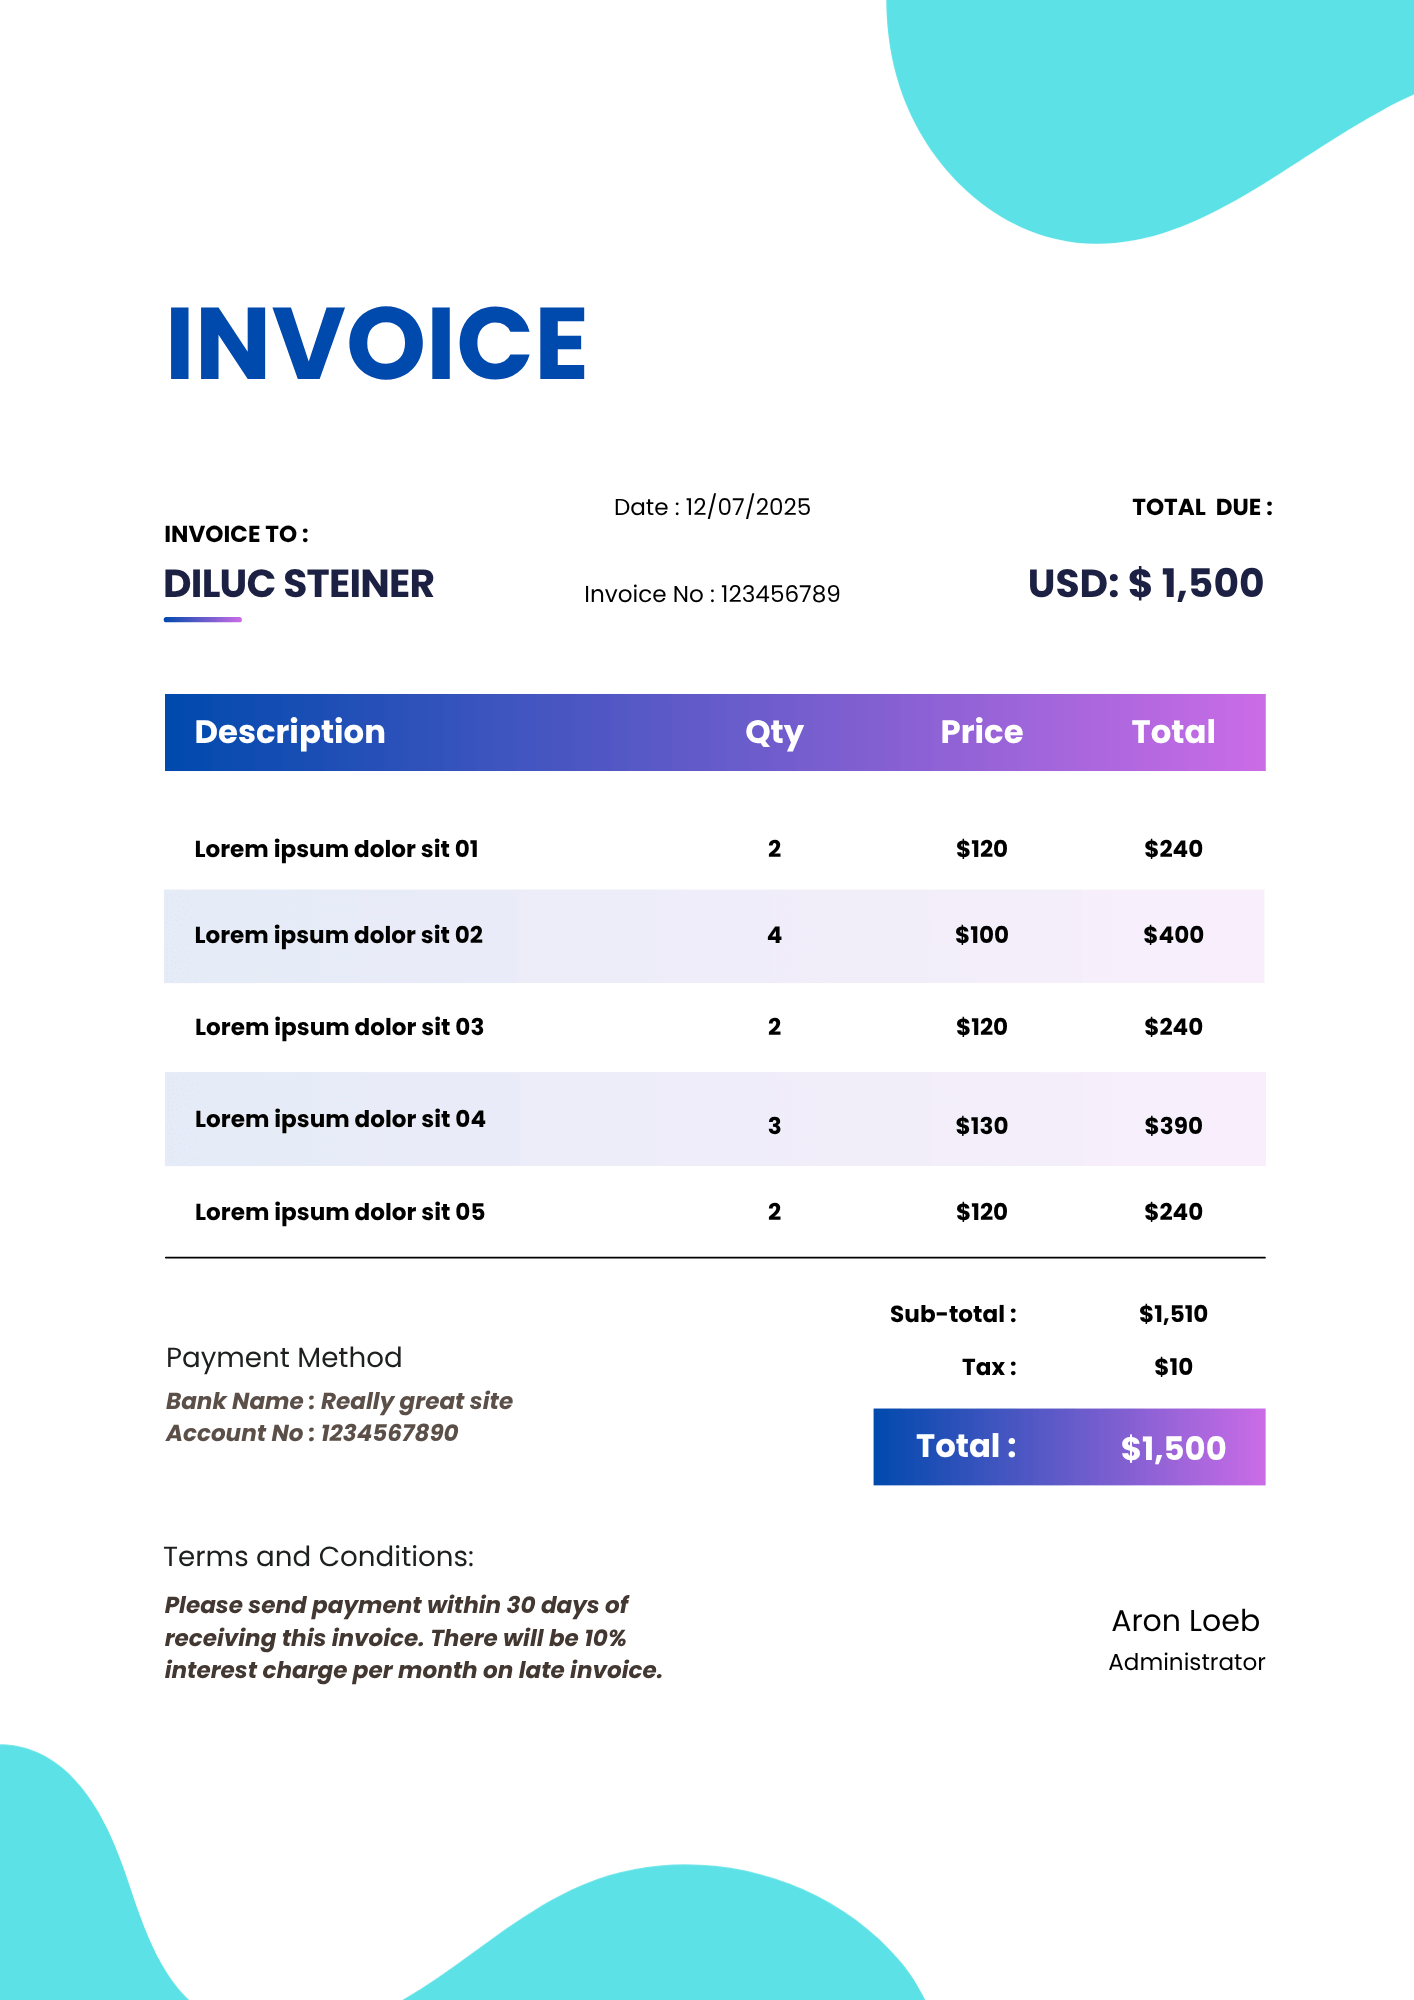 INVOICE
Date : 12/07/2025
TOTAL  DUE :
INVOICE TO :
DILUC STEINER
Invoice No : 123456789
USD: $ 1,500
Description Qty Price Total
Lorem ipsum dolor sit 01 2 $120 $240
Lorem ipsum dolor sit 02 4 $100 $400
Lorem ipsum dolor sit 03 2 $120 $240
Lorem ipsum dolor sit 04 3 $130 $390
Lorem ipsum dolor sit 05 2 $120 $240
Sub-total : $1,510
Tax : $10
Total : $1,500
Payment Method
Bank Name : Really great site
Account No : 1234567890
Terms and Conditions:
Please send payment within 30 days of
receiving this invoice. There will be 10%
interest charge per month on late invoice.
Aron Loeb
Administrator